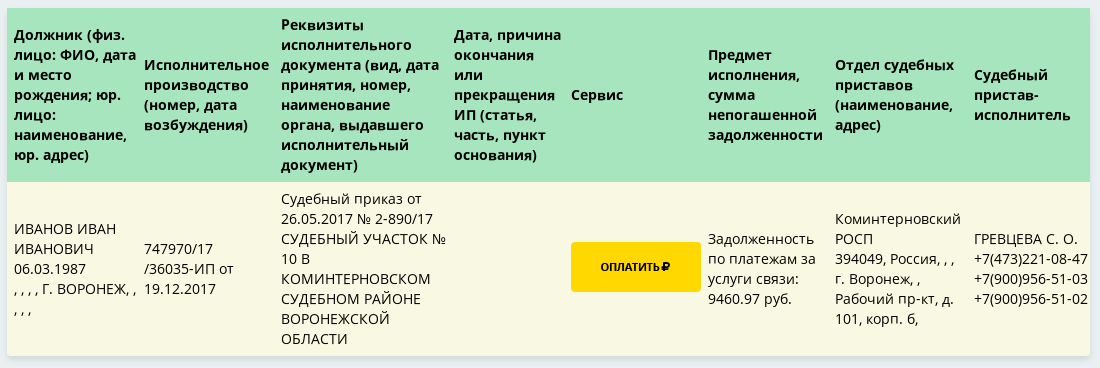 Должник (физ.
лицо: ФИО, дата
и место
рождения; юр.
лицо:
наименование,
юр. адрес)
Исполнительное
производство
(номер, дата
возбуждения)
Реквизиты
исполнительного
документа (вид, дата
принятия, номер,
наименование
органа, выдавшего
исполнительный
документ)
Дата, причина
окончания
или
прекращения
ИП (статья,
часть, пункт
основания)
Сервис
Предмет
исполнения,
сумма
непогашенной
задолженности
Отдел судебных
приставов
(наименование,
адрес)
Судебный
пристав-
исполнитель
ИВАНОВ ИВАН
ИВАНОВИЧ
06.03.1987
, , , , Г. ВОРОНЕЖ, ,
, , ,
747970/17
/36035-ИП от
19.12.2017
Судебный приказ от
26.05.2017 № 2-890/17
СУДЕБНЫЙ УЧАСТОК №
10 В
КОМИНТЕРНОВСКОМ
СУДЕБНОМ РАЙОНЕ
ВОРОНЕЖСКОЙ
ОБЛАСТИ
ОПЛАТИТЬ ₽
Задолженность
по платежам за
услуги связи:
9460.97 руб.
Коминтерновский
РОСП
394049, Россия, , ,
г. Воронеж, ,
Рабочий пр-кт, д.
101, корп. б,
ГРЕВЦЕВА С. О.
+7(473)221-08-47
+7(900)956-51-03
+7(900)956-51-02